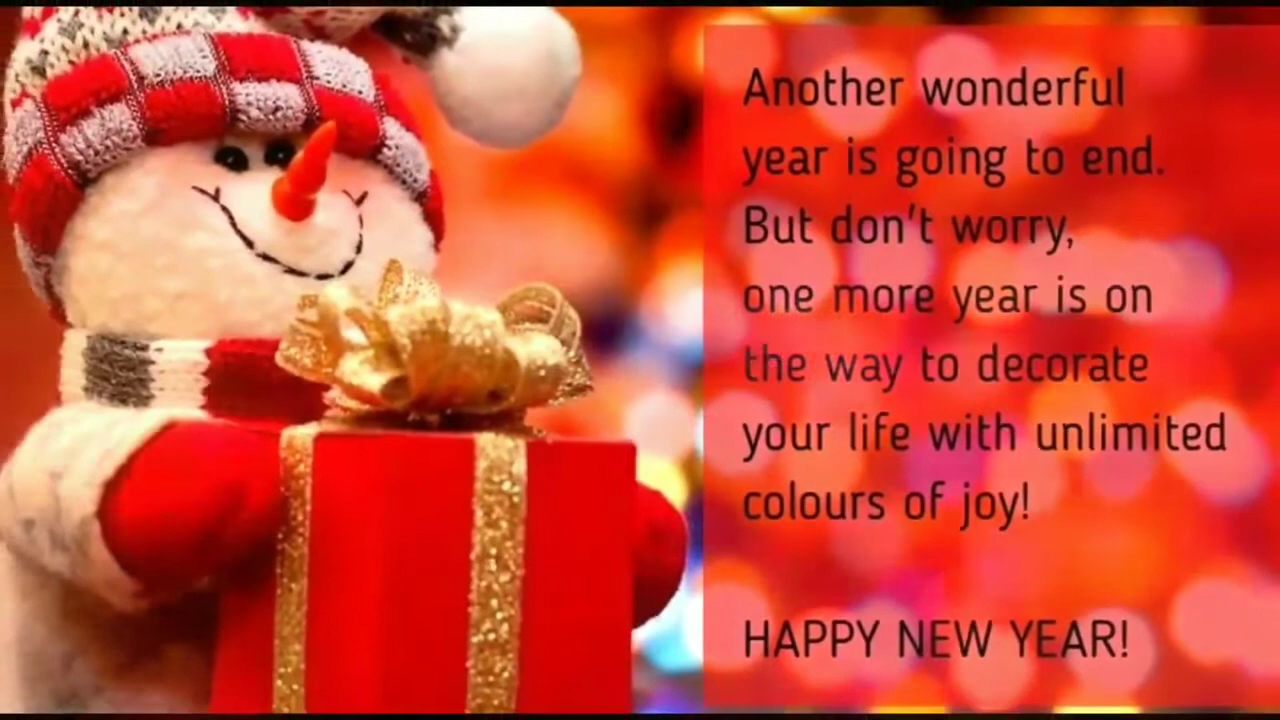 Another wonderful
year is going to end.
But don't worry,
one more year is on
the way to decorate
your life with unlimited
colours of joy!
HAPPY NEW YEAR!